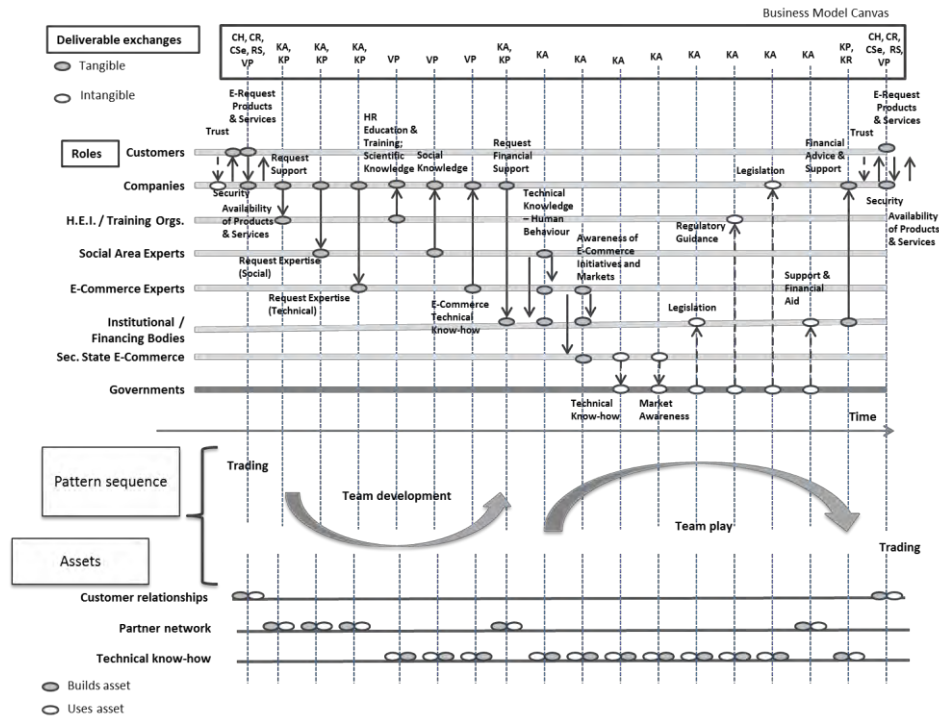 Business Model Canvas
Deliverable exchanges
Tangible
Intangible
CH, CR,
CSe, RS,
VP
KA,
KP
KA,
KP
KA,
KP
VP
VP
VP
KA,
KP
KA
KA
KA
KA
KA
KA
KA
KA
KP,
KR
CH, CR,
CSe, RS,
VP
E-Request
Products
& Services
Trust
HR
Education &
Training;
Scientific
Knowledge
Social
Knowledge
Request
Financial
Support
Financial
Advice &
Support
Trust
E-Request
Products
& Services
Roles
Customers
Request
Support
Legislation
Companies
Security
Availability
of Products
& Services
Technical
Knowledge
– Human
Behaviour
Security
Availability
of Products
& Services
H.E.I. / Training Orgs.
Regulatory
Guidance
Awareness of
E-Commerce
Initiatives and
Markets
Social Area Experts
Request Expertise
(Social)
Support &
Financial
Aid
E-Commerce Experts
Request Expertise
(Technical)
E-Commerce
Technical
Know-how
Legislation
Institutional /
Financing Bodies
Sec. State E-Commerce
Governments
Technical
Know-how
Market
Awareness
Time
Pattern sequence
Trading
Team development
Team play
Trading
Assets
Customer relationships
Partner network
Technical know-how
Builds asset
Uses asset